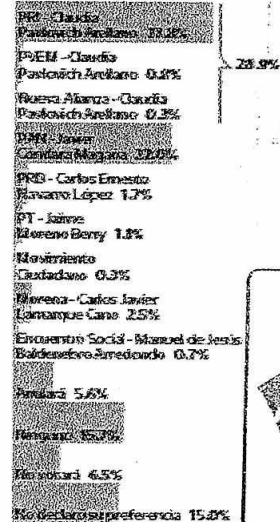 PRI - Claudia
Pavlovich Arellano
PVEM - Claudia
Pavlovich Arellano 0.2%
Nueva Alianza - Claudia
Pavlovich Arellano 0.3%
PAN - Javier
Gándara Magaña
PRD - Carlos Ernesto
Navarro López 1.7%
PT - Jaime
Moreno Berry 1.1%
Movimiento
Ciudadano 0.3%
Morena - Carlos Javier
Lamarque Cano 2.5%
Encuentro Social - Manuel de Jesús
Baldenebro Arredondo 0.7%
Anulará 5.6%
Ninguno
No votará 6.5%
No declara su preferencia 15.0%